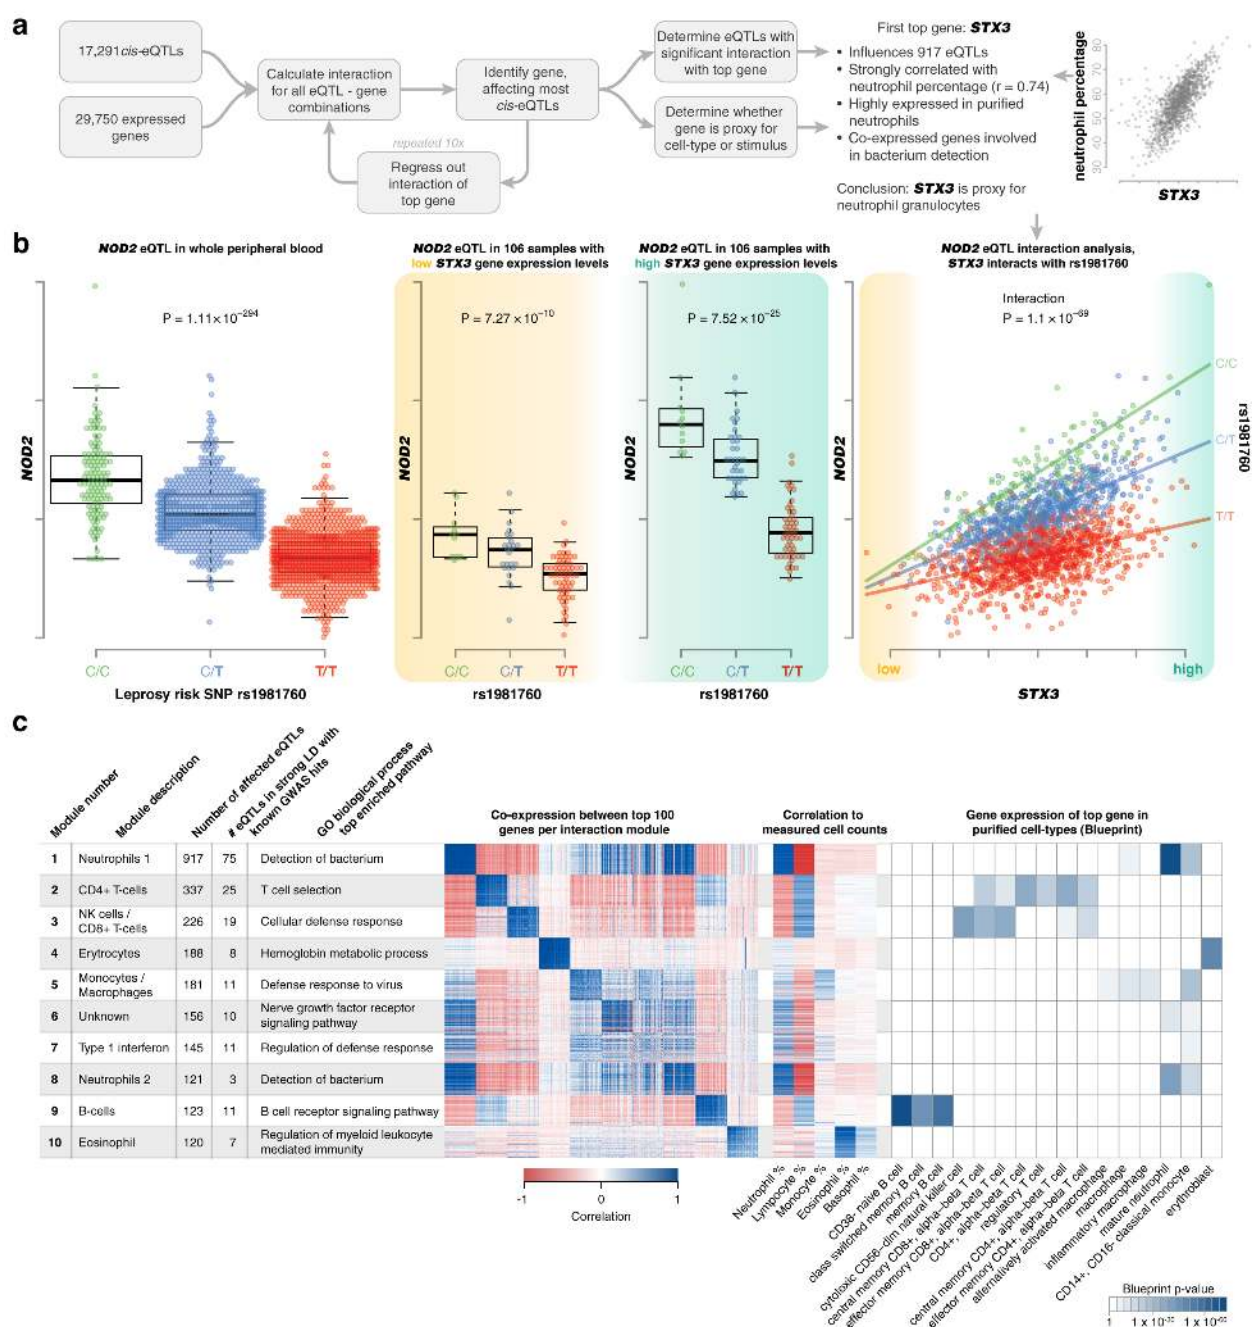 a
17,291 cis-eQTLs
29,750 expressed
genes
Calculate interaction
for all eQTL - gene
combinations
Identify gene,
affecting most
cis-eQTLs
repeated 10x
Regress out
interaction of
top gene
Determine eQTLs with
significant interaction
with top gene
Determine whether
gene is proxy for
cell-type or stimulus
First top gene: STX3
• Influences 917 eQTLs
• Strongly correlated with
neutrophil percentage (r = 0.74)
• Highly expressed in purified
neutrophils
• Co-expressed genes involved
in bacterium detection
Conclusion: STX3 is proxy for
neutrophil granulocytes
neutrophil percentage
30 40 50 60 70 80
STX3
b
NOD2 eQTL in whole peripheral blood
P = 1.11×10−294
NOD2
C/C C/T T/T
Leprosy risk SNP rs1981760
NOD2 eQTL in 106 samples with
low STX3 gene expression levels
P = 7.27×10−10
NOD2
C/C C/T T/T
rs1981760
NOD2 eQTL in 106 samples with
high STX3 gene expression levels
P = 7.52×10−25
NOD2
C/C C/T T/T
rs1981760
NOD2 eQTL interaction analysis,
STX3 interacts with rs1981760
Interaction
P = 1.1×10−69
NOD2
C/C
C/T
T/T
rs1981760
low high
STX3
c
Module number
Module description
Number of affected eQTLs
# eQTLs in strong LD with
known GWAS hits
GO biological process
top enriched pathway
Co-expression between top 100
genes per interaction module
Correlation to
measured cell counts
Gene expression of top gene in
purified cell-types (Blueprint)
1 Neutrophils 1 917 75 Detection of bacterium
2 CD4+ T-cells 337 25 T cell selection
3 NK cells /
CD8+ T-cells 226 19 Cellular defense response
4 Erytrocytes 188 8 Hemoglobin metabolic process
5 Monocytes /
Macrophages 181 11 Defense response to virus
6 Unknown 156 10 Nerve growth factor receptor
signaling pathway
7 Type 1 interferon 145 11 Regulation of defense response
8 Neutrophils 2 121 3 Detection of bacterium
9 B-cells 123 11 B cell receptor signaling pathway
10 Eosinophil 120 7 Regulation of myeloid leukocyte
mediated immunity
-1 0 1
Correlation
Neutrophil %
Lympocyte %
Monocyte %
Eosinophil %
Basophil %
CD38- naive B cell
class switched memory B cell
memory B cell
cytotoxic CD56-dim natural killer cell
central memory CD8+, alpha-beta T cell
effector memory CD8+, alpha-beta T cell
CD4+, alpha-beta T cell
regulatory T cell
central memory CD4+, alpha-beta T cell
effector memory CD4+, alpha-beta T cell
alternatively activated macrophage
macrophage
inflammatory macrophage
mature neutrophil
CD14+, CD16- classical monocyte
erythroblast
Blueprint p-value
1 1 x 10-30 1 x 10-60